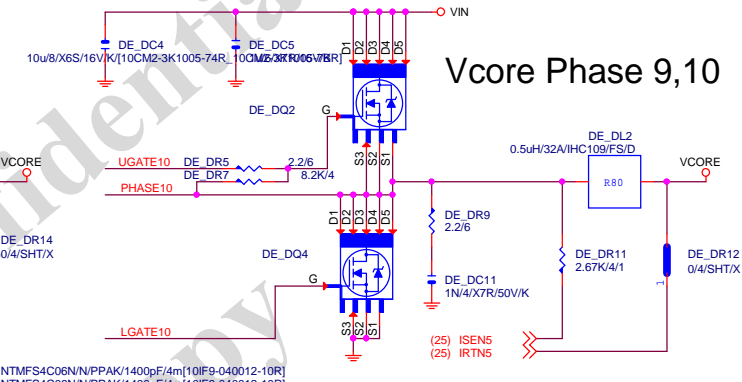 VIN
DE_DC4
10u/8/X6S/16V/K/[10CM2-3K1005-74R_
DE_DC5
D1
D2
D3
D4
D5
Vcore Phase 9,10
DE_DQ2
G
S3
S2
S1
VCORE
UGATE10
DE_DR5
2.2/6
DE_DR7
8.2K/4
PHASE10
DE_DL2
0.5uH/32A/IHC109/FS/D
R80
VCORE
DE_DR14
0/4/SHT/X
D1
D2
D3
D4
D5
DE_DQ4
G
S3
S2
S1
DE_DR9
2.2/6
DE_DC11
1N/4/X7R/50V/K
DE_DR11
2.67K/4/1
DE_DR12
0/4/SHT/X
1
LGATE10
(25) ISEN5
(25) IRTN5
NTMFS4C06N/N/PPAK/1400pF/4m[10IF9-040012-10R]